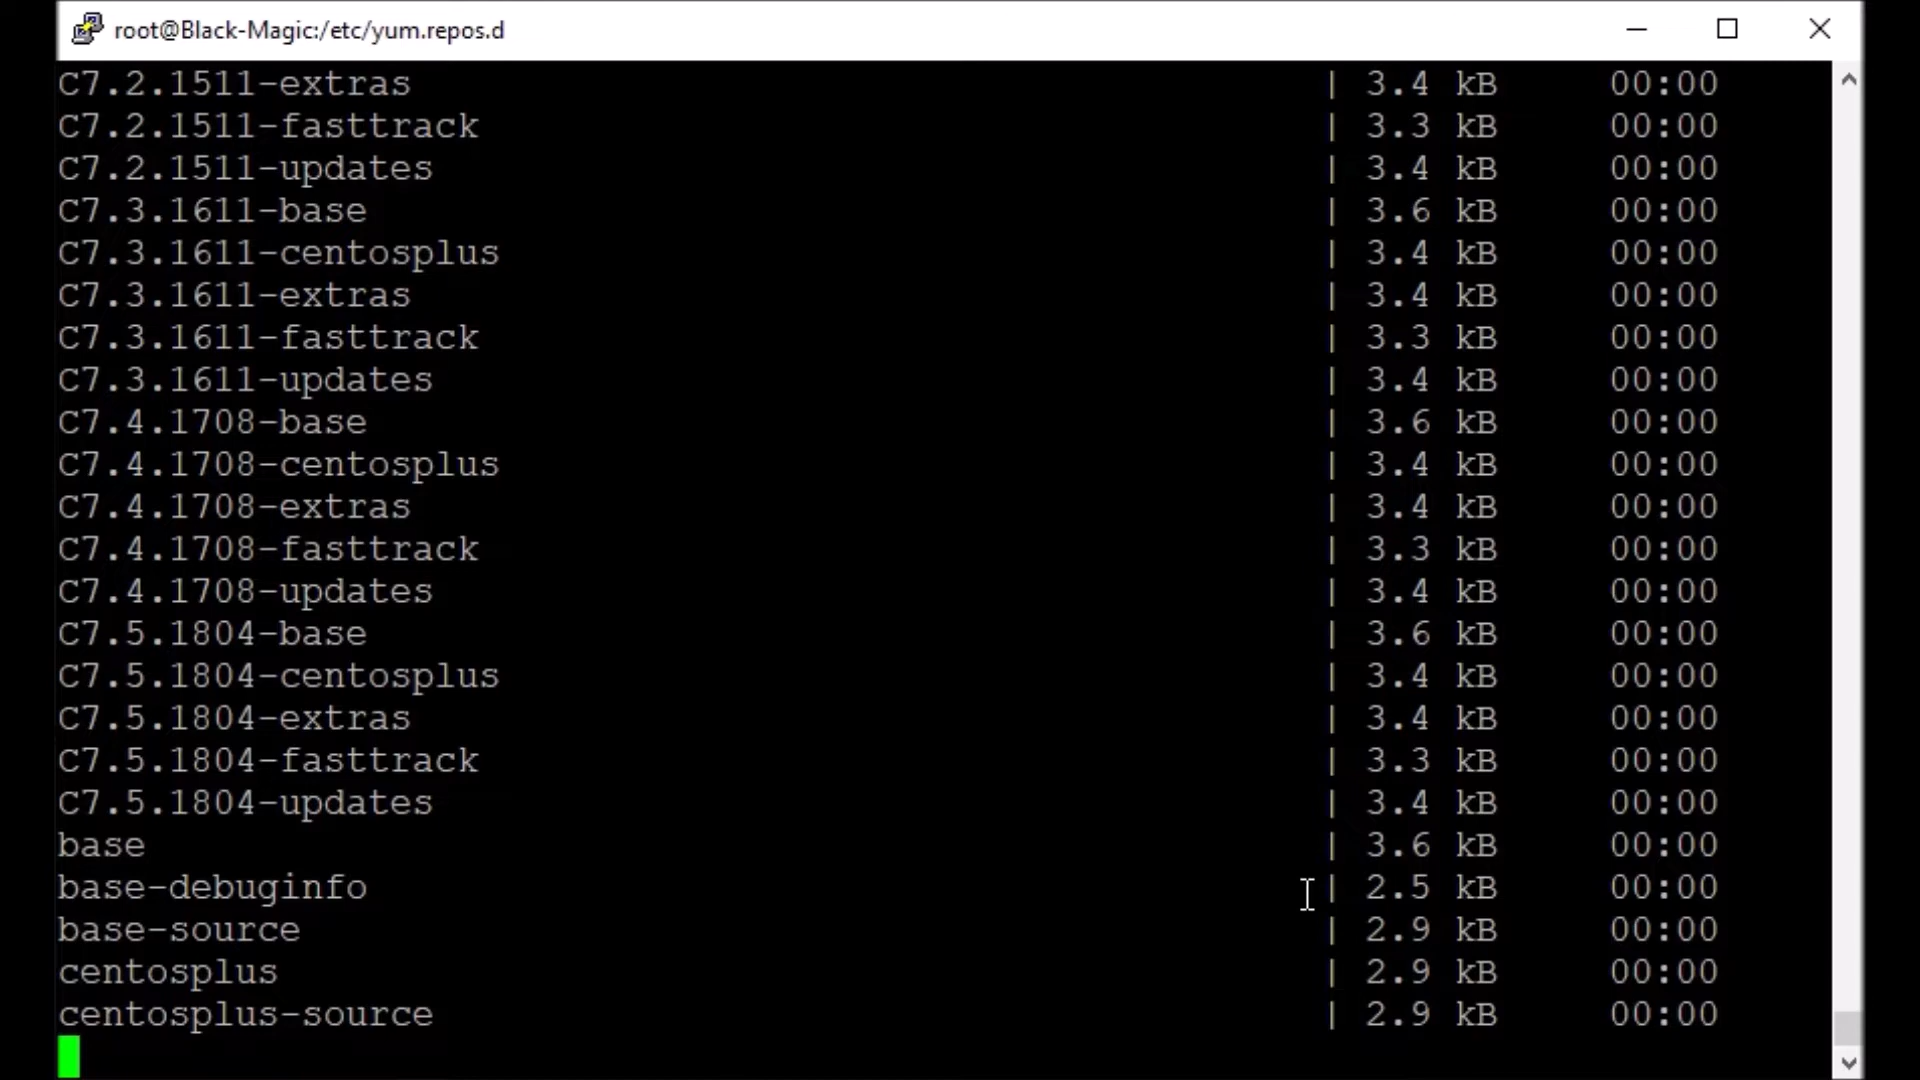 root@Black-Magic:/etc/yum.repos.d
C7.2.1511-extras | 3.4 kB 00:00
C7.2.1511-fasttrack | 3.3 kB 00:00
C7.2.1511-updates | 3.4 kB 00:00
C7.3.1611-base | 3.6 kB 00:00
C7.3.1611-centosplus | 3.4 kB 00:00
C7.3.1611-extras | 3.4 kB 00:00
C7.3.1611-fasttrack | 3.3 kB 00:00
C7.3.1611-updates | 3.4 kB 00:00
C7.4.1708-base | 3.6 kB 00:00
C7.4.1708-centosplus | 3.4 kB 00:00
C7.4.1708-extras | 3.4 kB 00:00
C7.4.1708-fasttrack | 3.3 kB 00:00
C7.4.1708-updates | 3.4 kB 00:00
C7.5.1804-base | 3.6 kB 00:00
C7.5.1804-centosplus | 3.4 kB 00:00
C7.5.1804-extras | 3.4 kB 00:00
C7.5.1804-fasttrack | 3.3 kB 00:00
C7.5.1804-updates | 3.4 kB 00:00
base | 3.6 kB 00:00
base-debuginfo | 2.5 kB 00:00
base-source | 2.9 kB 00:00
centosplus | 2.9 kB 00:00
centosplus-source | 2.9 kB 00:00